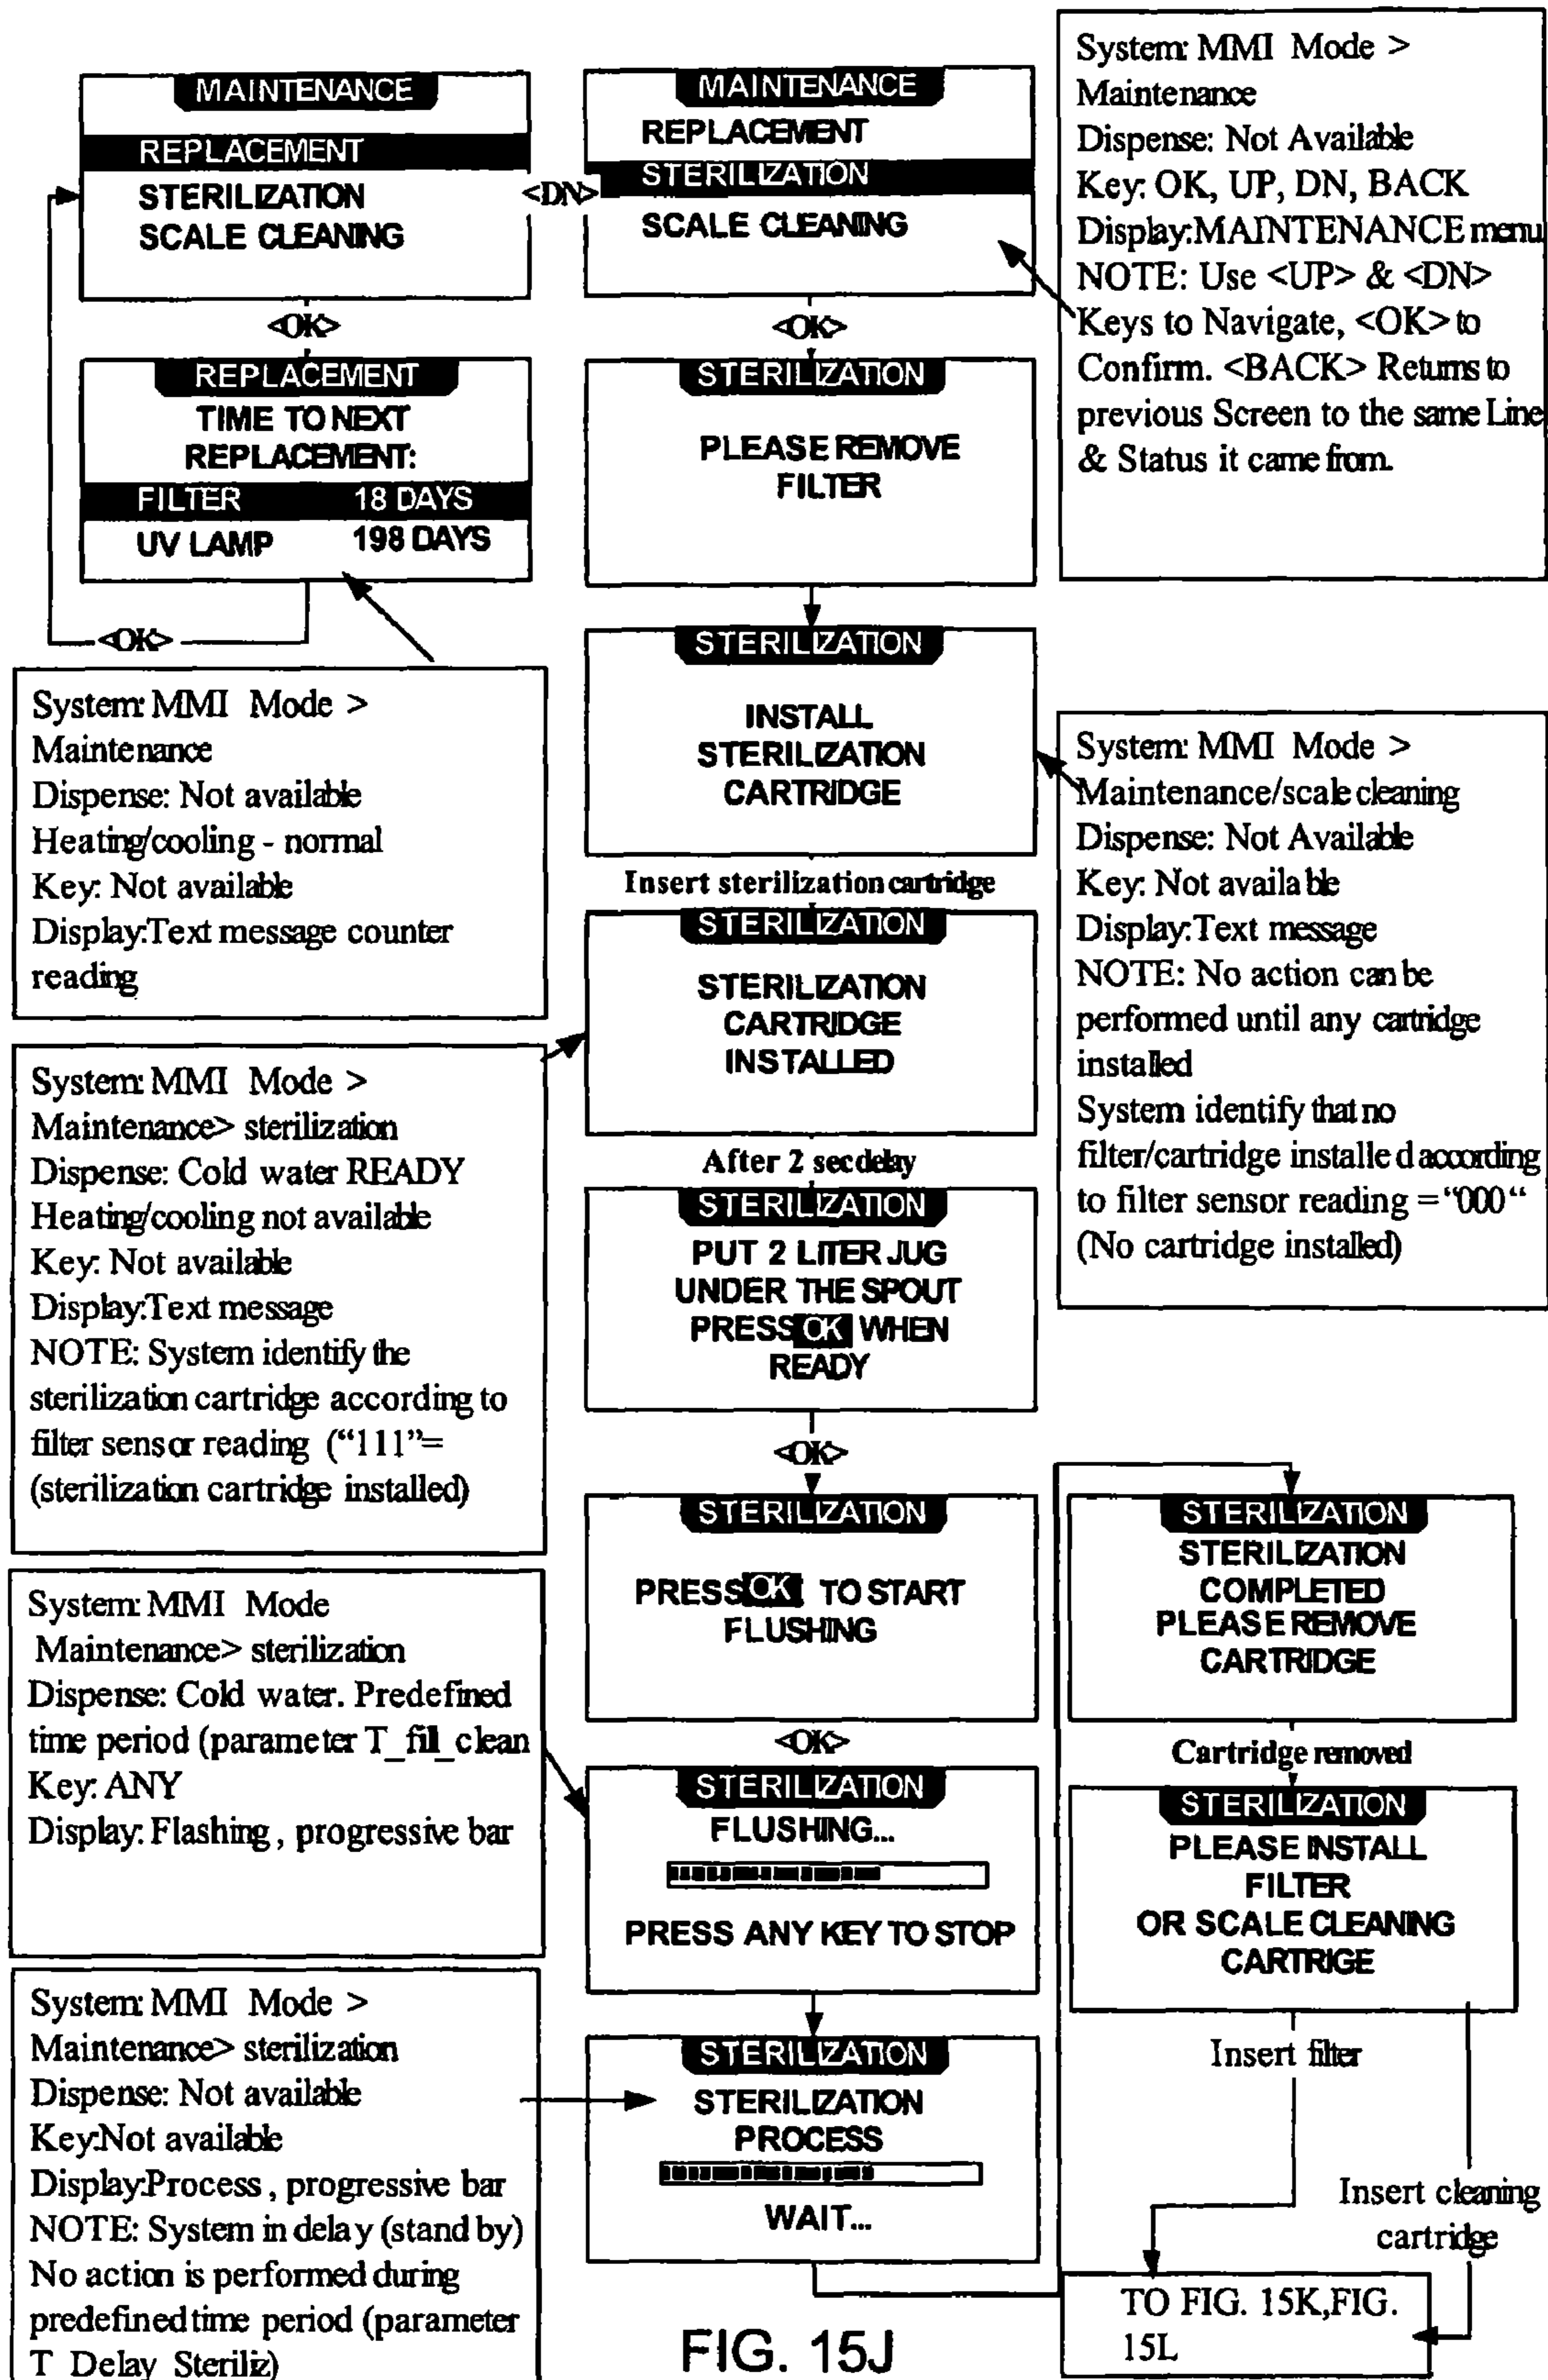 MAINTENANCE
REPLACEMENT
STERILIZATION
SCALE CLEANING
<DN>
<OK>
REPLACEMENT
TIME TO NEXT
REPLACEMENT:
FILTER 18 DAYS
UV LAMP 198 DAYS
<OK>
System: MMI Mode >
Maintenance
Dispense: Not available
Heating/cooling - normal
Key: Not available
Display:Text message counter
reading
System: MMI Mode >
Maintenance> sterilization
Dispense: Cold water READY
Heating/cooling not available
Key: Not available
Display:Text message
NOTE: System identify the
sterilization cartridge according to
filter sensor reading ("111"=
(sterilization cartridge installed)
System: MMI Mode
Maintenance> sterilization
Dispense: Cold water. Predefined
time period (parameter T_fill_clean
Key: ANY
Display: Flashing, progressive bar
System: MMI Mode >
Maintenance> sterilization
Dispense: Not available
Key:Not available
Display:Process, progressive bar
NOTE: System in delay (stand by)
No action is performed during
predefined time period (parameter
T_Delay_Steriliz)
MAINTENANCE
REPLACEMENT
STERILIZATION
SCALE CLEANING
<OK>
STERILIZATION
PLEASE REMOVE
FILTER
STERILIZATION
INSTALL
STERILIZATION
CARTRIDGE
Insert sterilization cartridge
STERILIZATION
STERILIZATION
CARTRIDGE
INSTALLED
After 2 sec delay
STERILIZATION
PUT 2 LITER JUG
UNDER THE SPOUT
PRESS OK WHEN
READY
<OK>
STERILIZATION
PRESS OK TO START
FLUSHING
<OK>
STERILIZATION
FLUSHING...
PRESS ANY KEY TO STOP
STERILIZATION
STERILIZATION
PROCESS
WAIT...
System: MMI Mode >
Maintenance
Dispense: Not Available
Key: OK, UP, DN, BACK
Display:MAINTENANCE menu
NOTE: Use <UP> & <DN>
Keys to Navigate, <OK> to
Confirm. <BACK> Returns to
previous Screen to the same Line
& Status it came from.
System: MMI Mode >
Maintenance/scale cleaning
Dispense: Not Available
Key: Not available
Display:Text message
NOTE: No action can be
performed until any cartridge
installed
System identify that no
filter/cartridge installed according
to filter sensor reading = "000"
(No cartridge installed)
STERILIZATION
STERILIZATION
COMPLETED
PLEASE REMOVE
CARTRIDGE
Cartridge removed
STERILIZATION
PLEASE INSTALL
FILTER
OR SCALE CLEANING
CARTRIGE
Insert filter
Insert cleaning
cartridge
TO FIG. 15K,FIG.
15L
FIG. 15J